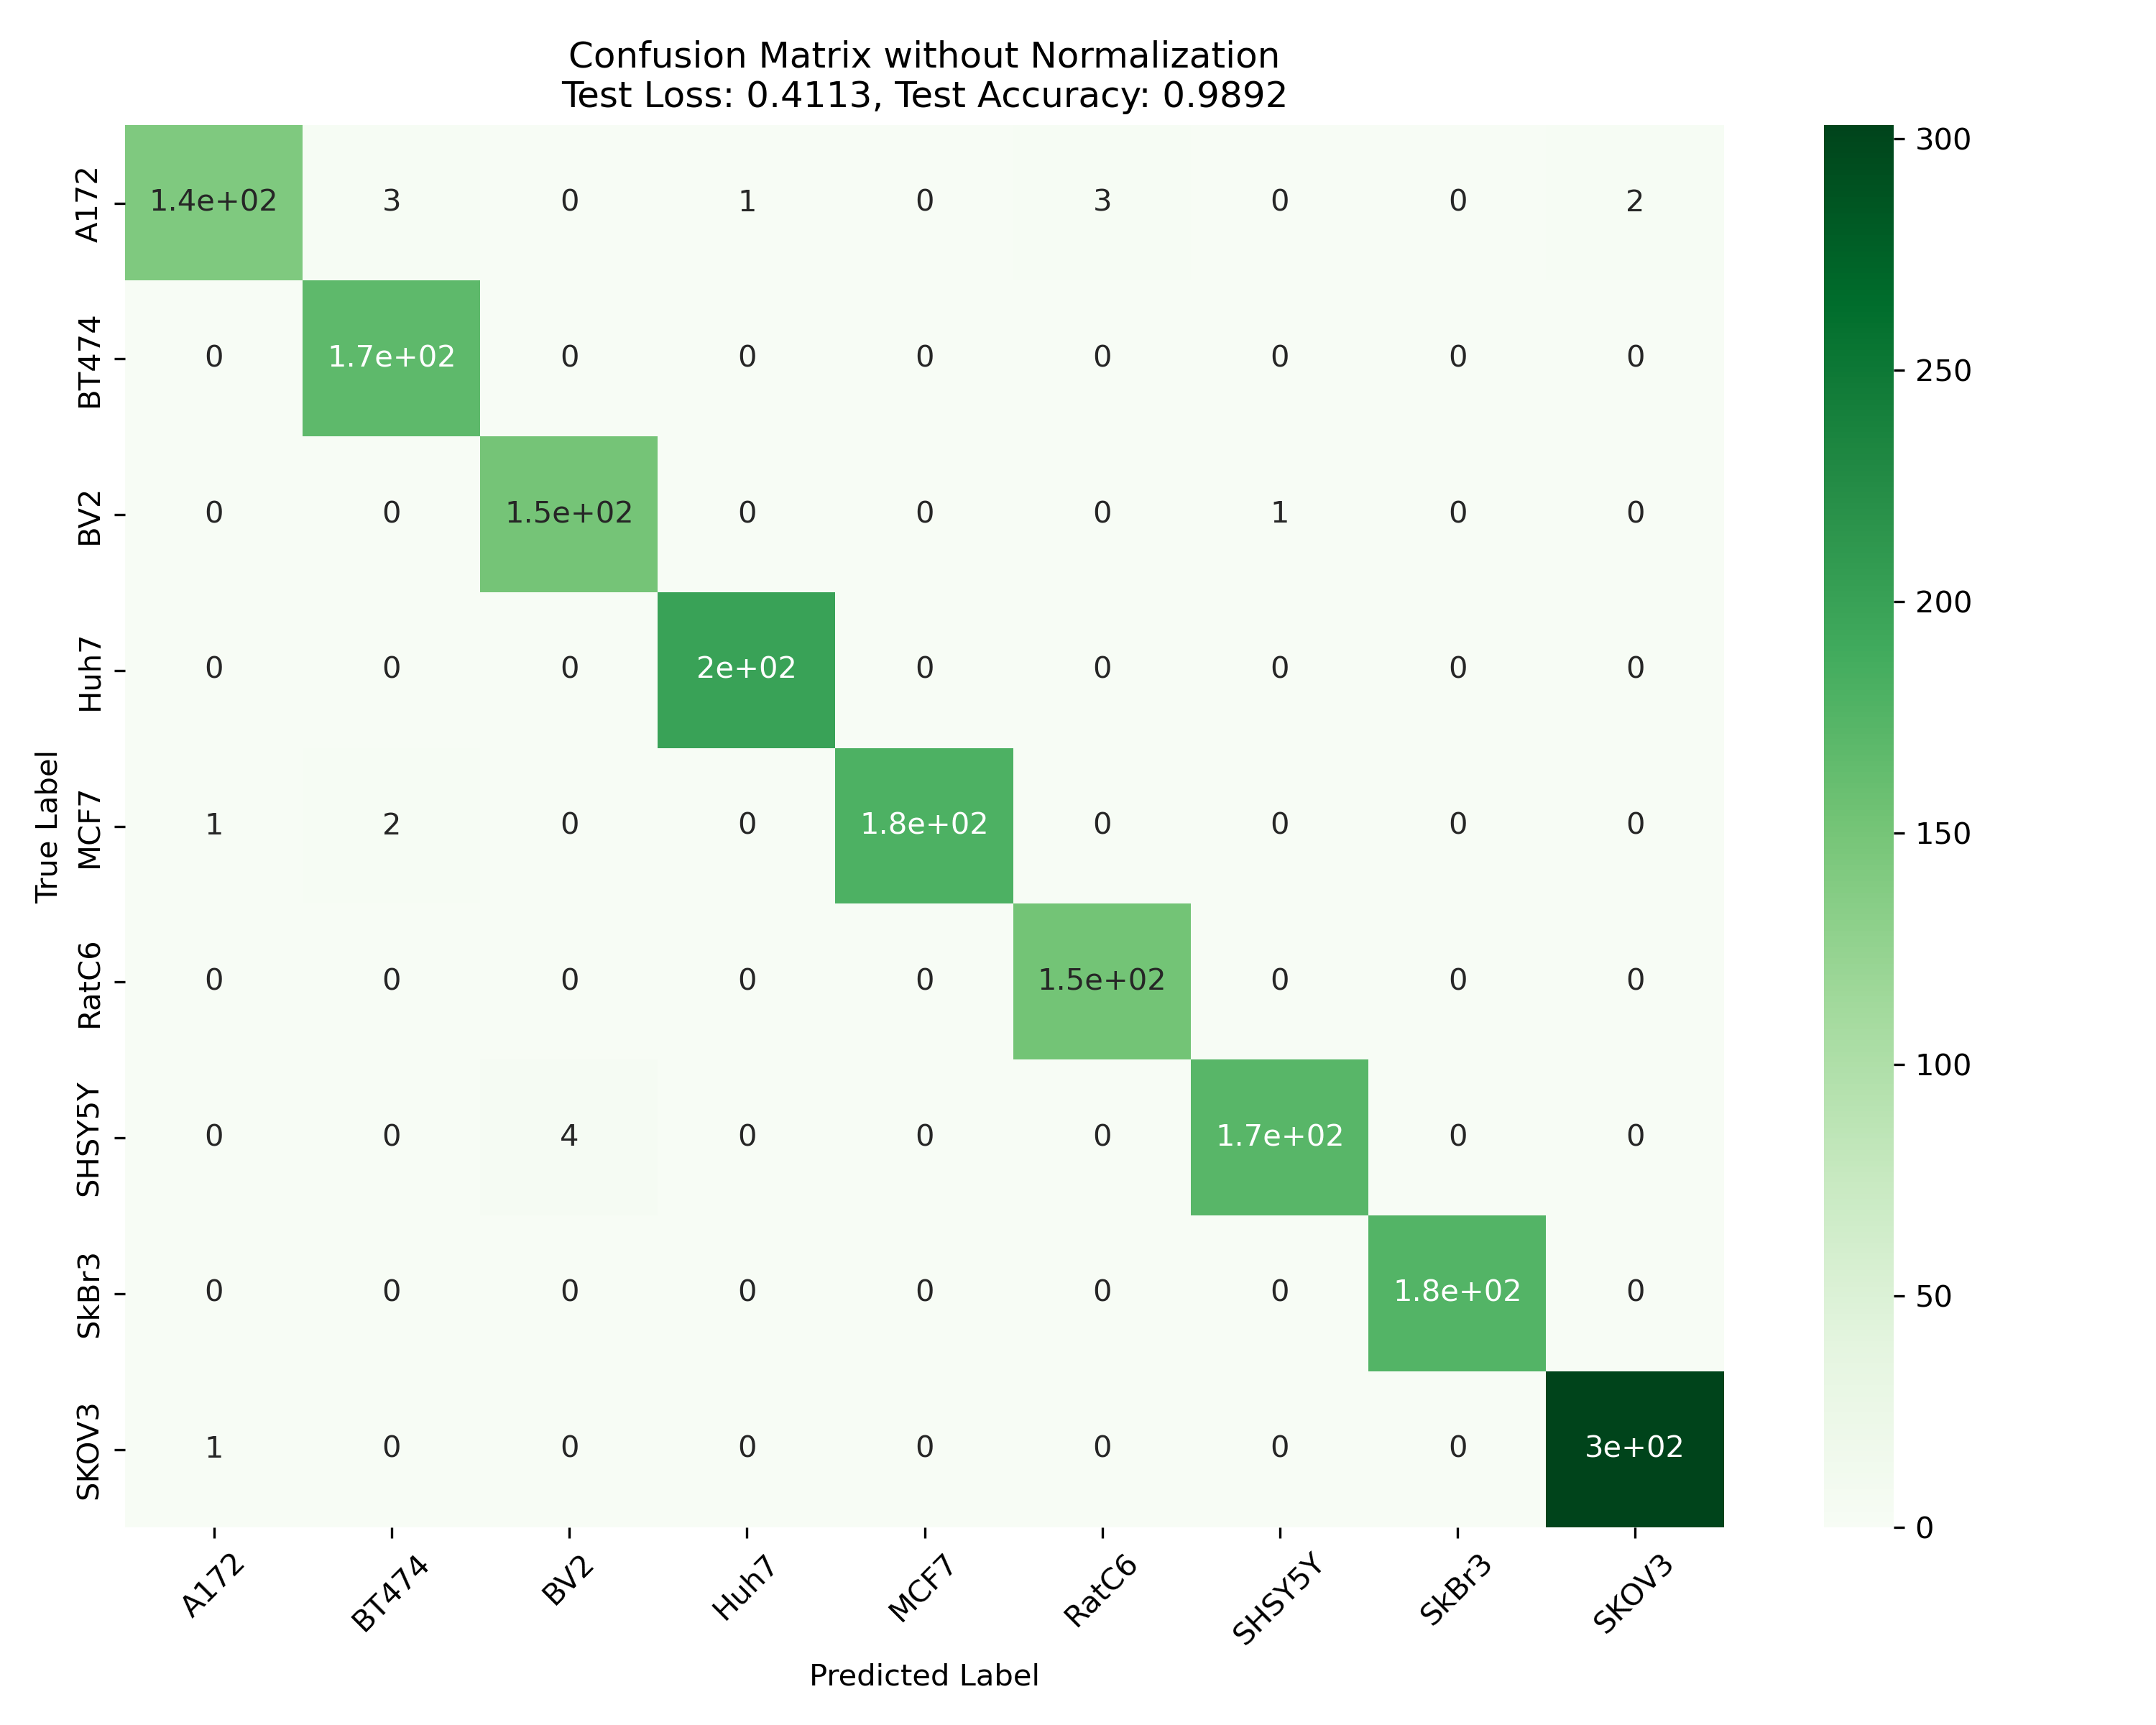 Confusion Matrix without Normalization
Test Loss: 0.4113, Test Accuracy: 0.9892
True Label
A172 1.4e+02 3 0 1 0 3 0 0 2
BT474 0 1.7e+02 0 0 0 0 0 0 0
BV2 0 0 1.5e+02 0 0 0 1 0 0
Huh7 0 0 0 2e+02 0 0 0 0 0
MCF7 1 2 0 0 1.8e+02 0 0 0 0
RatC6 0 0 0 0 0 1.5e+02 0 0 0
SHSY5Y 0 0 4 0 0 0 1.7e+02 0 0
SkBr3 0 0 0 0 0 0 0 1.8e+02 0
SKOV3 1 0 0 0 0 0 0 0 3e+02
A172 BT474 BV2 Huh7 MCF7 RatC6 SHSY5Y SkBr3 SKOV3
Predicted Label
300
250
200
150
100
50
0